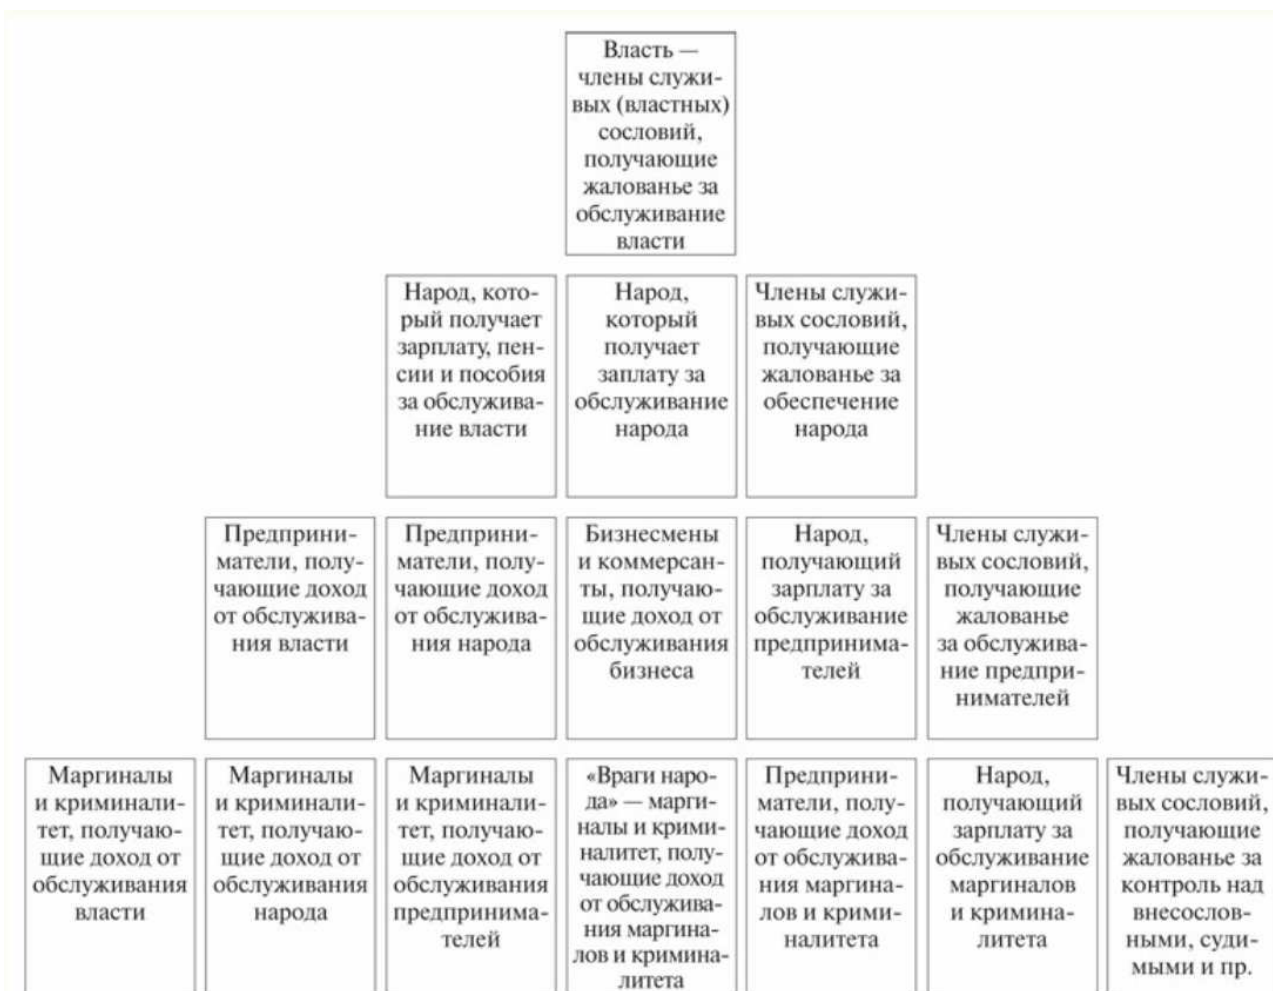 Власть —
члены служи-
вых (властных)
сословий,
получающие
жалованье за
обслуживание
власти
Народ, кото-
рый получает
зарплату, пен-
сии и пособия
за обслужива-
ние власти
Народ,
который
получает
заплату за
обслуживание
народа
Члены служи-
вых сословий,
получающие
жалованье за
обеспечение
народа
Предприни-
матели, полу-
чающие доход
от обслужива-
ния власти
Предприни-
матели, полу-
чающие доход
от обслужива-
ния народа
Бизнесмены
и коммерсан-
ты, получаю-
щие доход от
обслуживания
бизнеса
Народ,
получающий
зарплату за
обслуживание
предпринима-
телей
Члены служи-
вых сословий,
получающие
жалованье
за обслужива-
ние предпри-
нимателей
Маргиналы
и криминали-
тет, получаю-
щие доход от
обслуживания
власти
Маргиналы
и криминали-
тет, получаю-
щие доход от
обслуживания
народа
Маргиналы
и криминали-
тет, получаю-
щие доход от
обслуживания
предпринима-
телей
«Враги наро-
да» — марги-
налы и крими-
налитет, полу-
чающие доход
от обслужива-
ния маргина-
лов и кримина-
литета
Предприни-
матели, полу-
чающие доход
от обслужива-
ния маргина-
лов и крими-
налитета
Народ,
получающий
зарплату за
обслуживание
маргиналов
и кримина-
литета
Члены служи-
вых сословий,
получающие
жалованье за
контроль над
внесослов-
ными, суди-
мыми и пр.